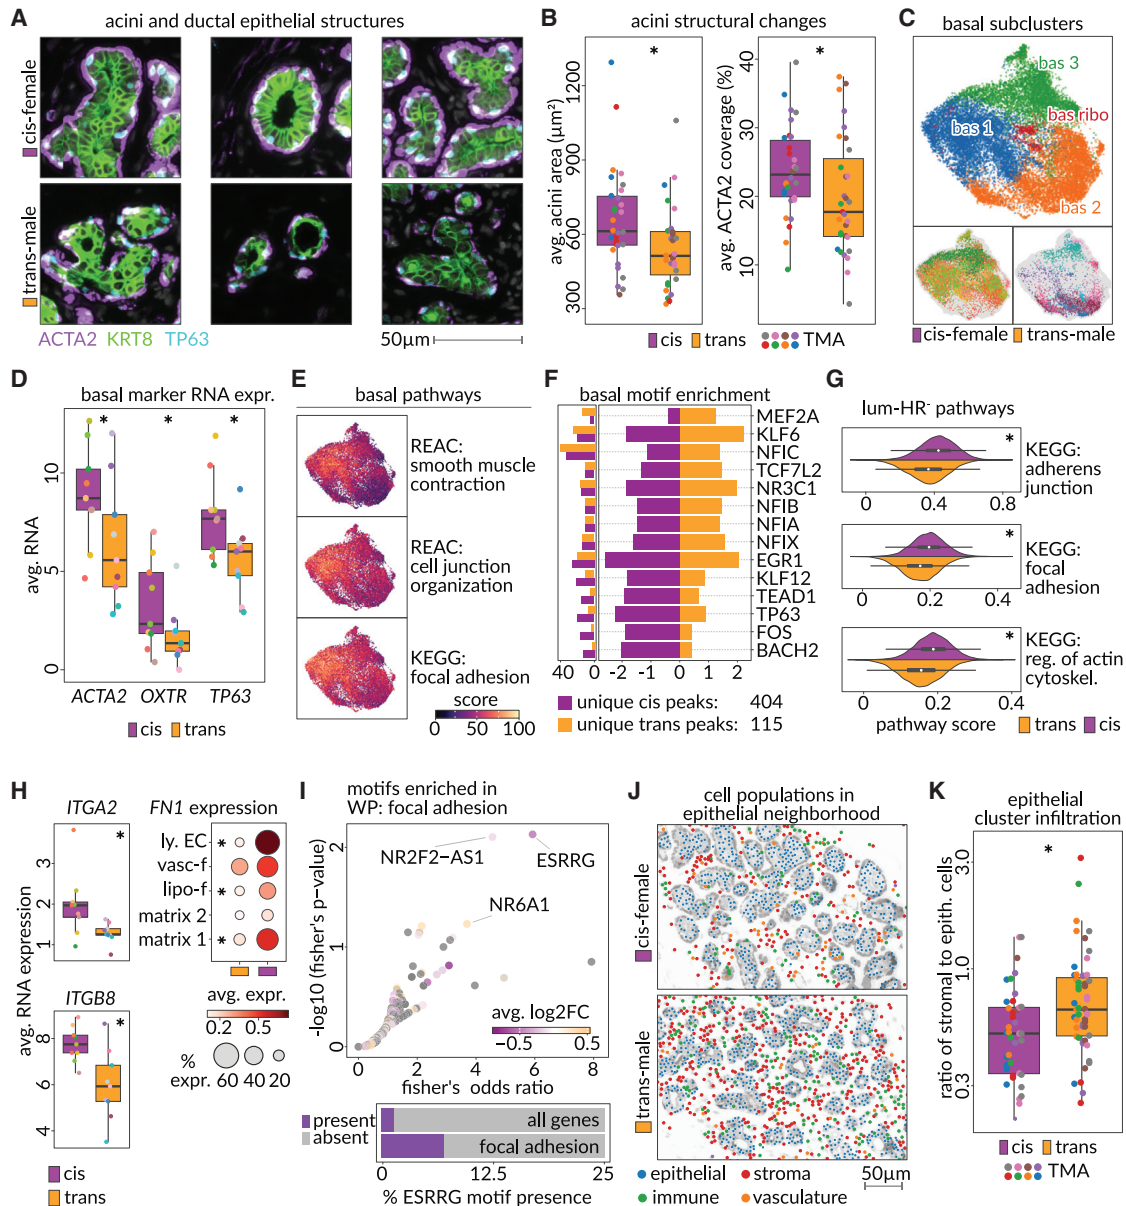 A
acini and ductal epithelial structures
cis-female
trans-male
ACTA2 KRT8 TP63
50μm
B
acini structural changes
avg. acini area (μm²)
1200
900
600
300
*
avg. ACTA2 coverage (%)
40
30
20
10
*
cis trans TMA
C
basal subclusters
bas 3
bas ribo
bas 1
bas 2
cis-female trans-male
D
basal marker RNA expr.
avg. RNA
10
5
0
* * *
ACTA2 OXTR TP63
cis trans
E
basal pathways
REAC:
smooth muscle
contraction
REAC:
cell junction
organization
KEGG:
focal adhesion
score
0 50 100
F
basal motif enrichment
MEF2A
KLF6
NFIC
TCF7L2
NR3C1
NFIB
NFIA
NFIX
EGR1
KLF12
TEAD1
TP63
FOS
BACH2
40 0 -2 -1 0 1 2
unique cis peaks: 404
unique trans peaks: 115
G
lum-HR⁻ pathways
*
KEGG:
adherens
junction
0 0.4 0.8
*
KEGG:
focal
adhesion
0 0.2 0.4
*
KEGG:
reg. of actin
cytoskel.
0 0.2 0.4
pathway score
trans cis
H
ITGA2
*
3
2
1
avg. RNA expression
ITGB8
*
8
6
4
cis
trans
FN1 expression
ly. EC *
vasc-f
lipo-f *
matrix 2
matrix 1 *
avg. expr.
0.2 0.5
%
expr.
60 40 20
I
motifs enriched in
WP: focal adhesion
-log10 (fisher's p-value)
2
1
0
NR2F2−AS1
ESRRG
NR6A1
avg. log2FC
−0.5 0.5
0 2 4 6 8
fisher's odds ratio
present
absent
all genes
focal adhesion
0 12.5 25
% ESRRG motif presence
J
cell populations in
epithelial neighborhood
cis-female
trans-male
epithelial stroma
immune vasculature
50μm
K
epithelial
cluster infiltration
*
ratio of stromal to epith. cells
3.0
1.0
0.3
cis trans
TMA